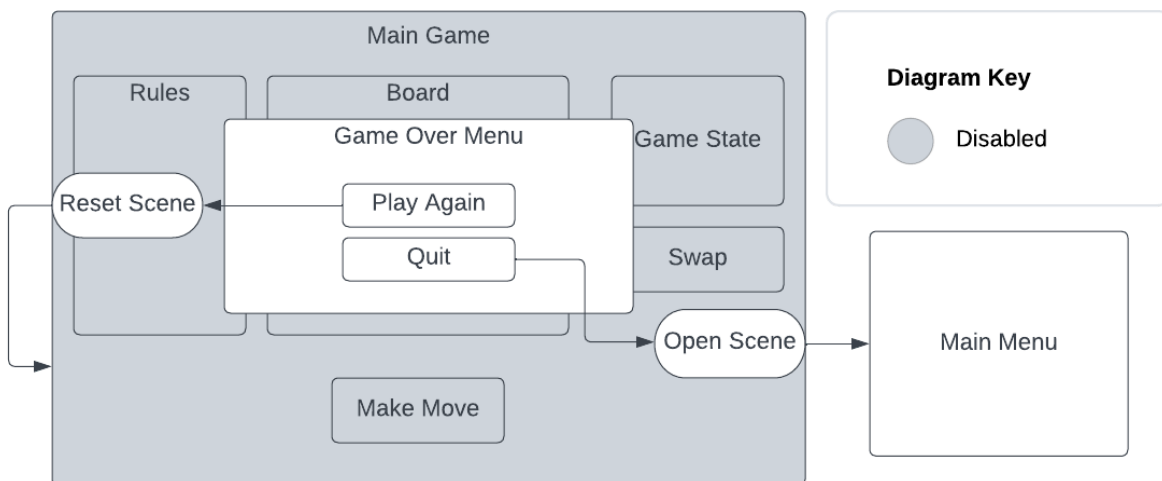 Main Game
Rules
Board
Game Over Menu
Game State
Play Again
Reset Scene
Quit
Swap
Open Scene
Make Move
Diagram Key
Disabled
Main Menu